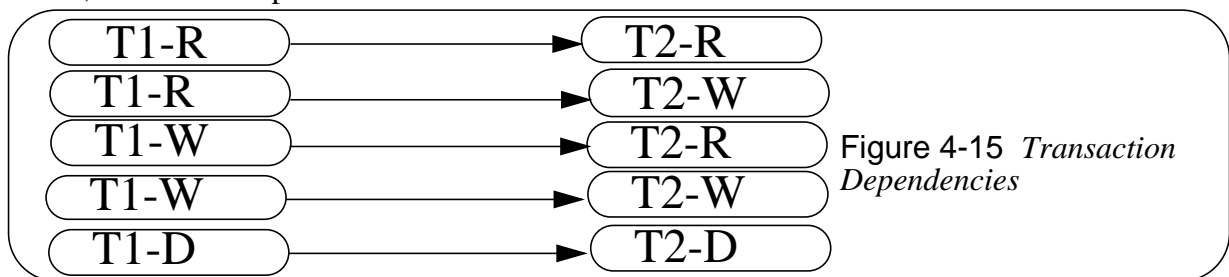 T1-R T2-R
T1-R T2-W
T1-W T2-R
Figure 4-15 Transaction
Dependencies
T1-W T2-W
T1-D T2-D